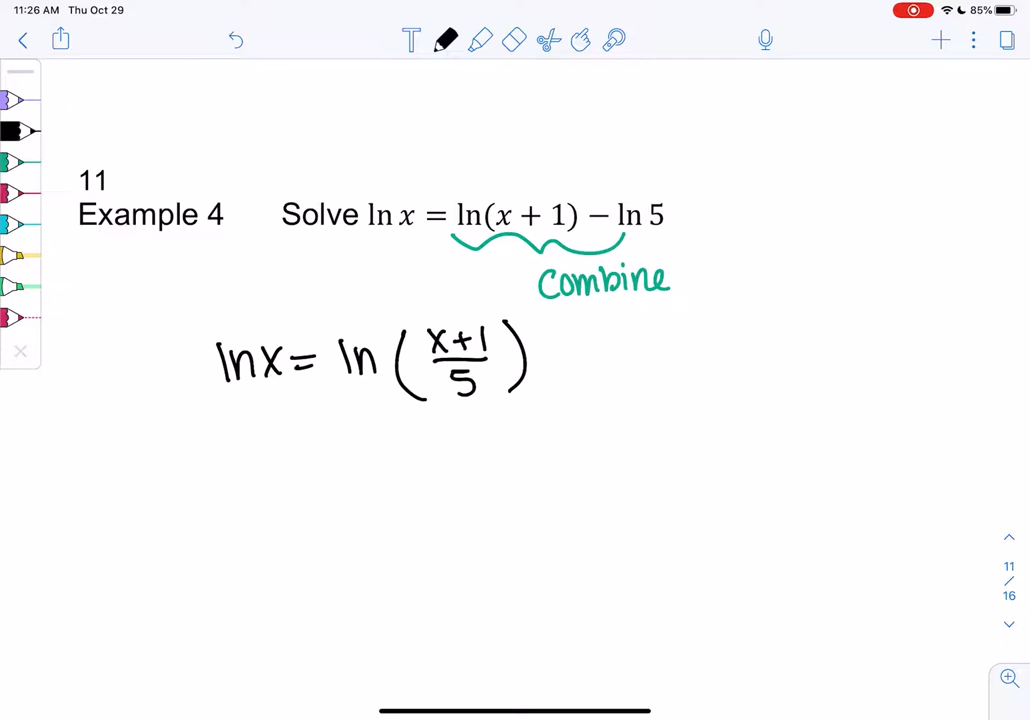 11:26 AM Thu Oct 29 85%
11
Example 4 Solve ln x = ln(x + 1) − ln 5
combine
lnx = ln (x+1/5)
11
/
16